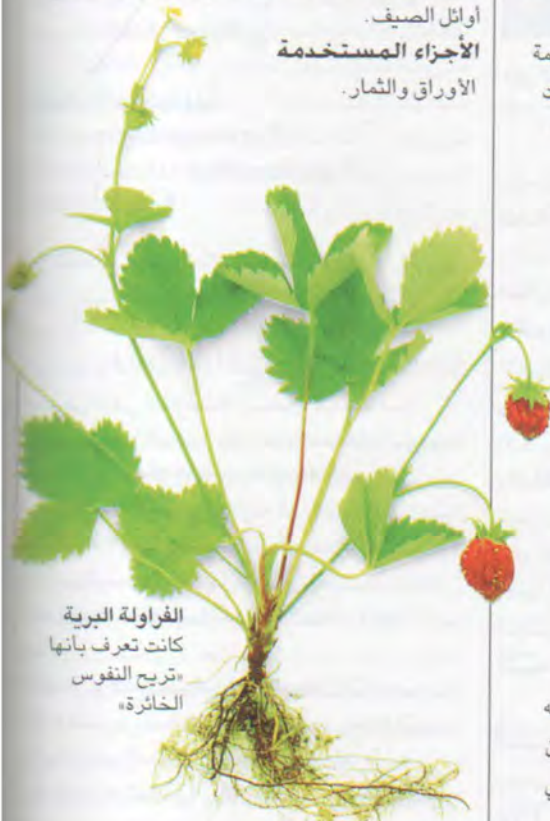 أوائل الصيف.
الأجزاء المستخدمة
الأوراق والثمار.
الفراولة البرية
كانت تعرف بأنها
«تريح النفوس
الخائرة»